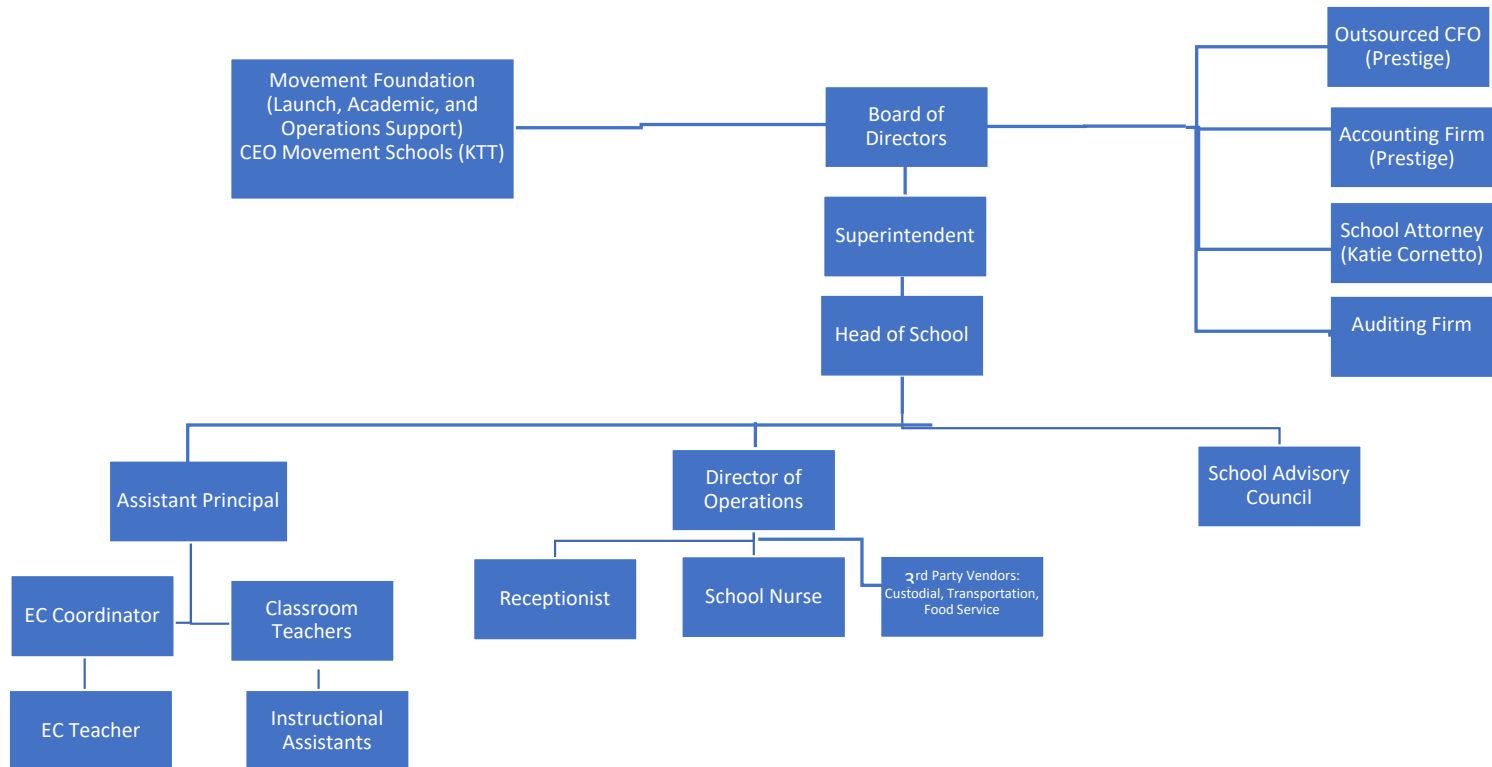 Outsourced CFO
(Prestige)
Movement Foundation
(Launch, Academic, and
Operations Support)
CEO Movement Schools (KTT)
Board of
Directors
Accounting Firm
(Prestige)
Superintendent
School Attorney
(Katie Cornetto)
Head of School
Auditing Firm
Assistant Principal
Director of
Operations
School Advisory
Council
EC Coordinator
Classroom
Teachers
Receptionist
School Nurse
3rd Party Vendors:
Custodial, Transportation,
Food Service
EC Teacher
Instructional
Assistants